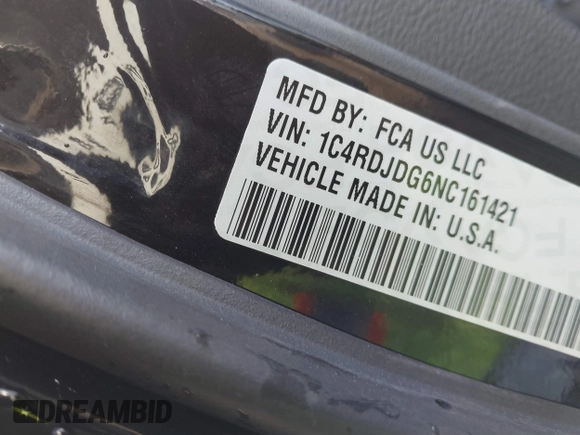 MFD BY: FCA US LLC
VIN: 1C4RDJDG6NC161421
VEHICLE MADE IN: U.S.A.
DREAMBID